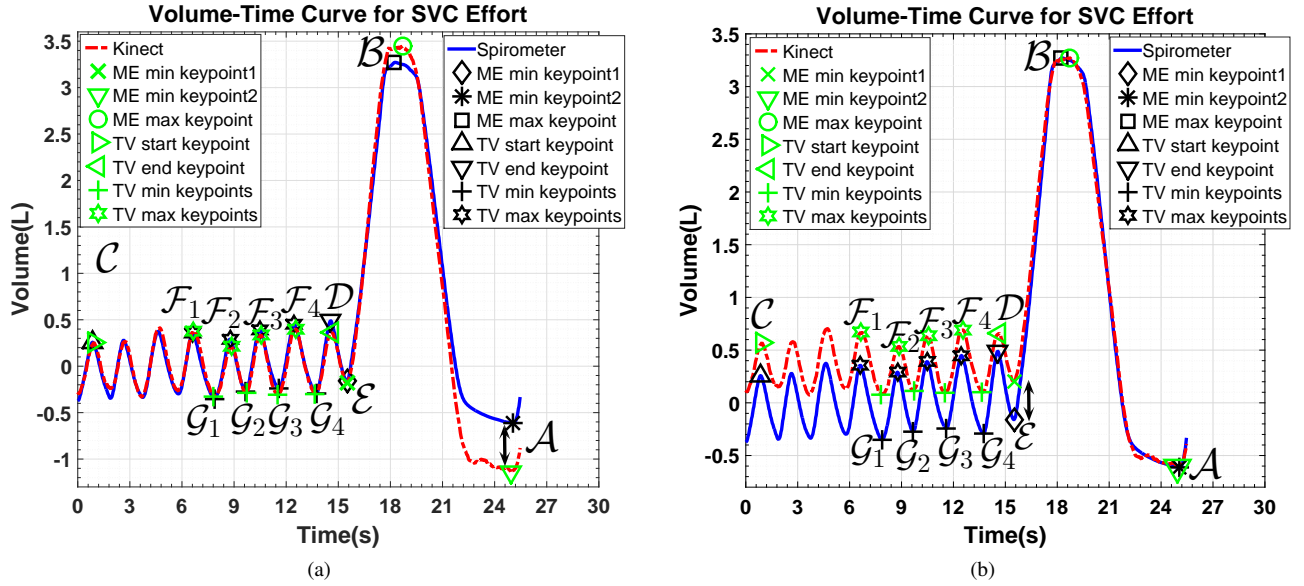 Volume-Time Curve for SVC Effort
Kinect
ME min keypoint1
ME min keypoint2
ME max keypoint
TV start keypoint
TV end keypoint
TV min keypoints
TV max keypoints
Spirometer
ME min keypoint1
ME min keypoint2
ME max keypoint
TV start keypoint
TV end keypoint
TV min keypoints
TV max keypoints
B
C
F1 F2 F3 F4 D
G1 G2 G3 G4 E
A
3.5
3
2.5
2
1.5
1
0.5
0
-0.5
-1
Volume(L)
0 3 6 9 12 15 18 21 24 27 30
Time(s)
(a)
Volume-Time Curve for SVC Effort
Kinect
ME min keypoint1
ME min keypoint2
ME max keypoint
TV start keypoint
TV end keypoint
TV min keypoints
TV max keypoints
Spirometer
ME min keypoint1
ME min keypoint2
ME max keypoint
TV start keypoint
TV end keypoint
TV min keypoints
TV max keypoints
B
C F1 F2 F3 F4 D
G1 G2 G3 G4 E
A
3.5
3
2.5
2
1.5
1
0.5
0
-0.5
Volume(L)
0 3 6 9 12 15 18 21 24 27 30
Time(s)
(b)